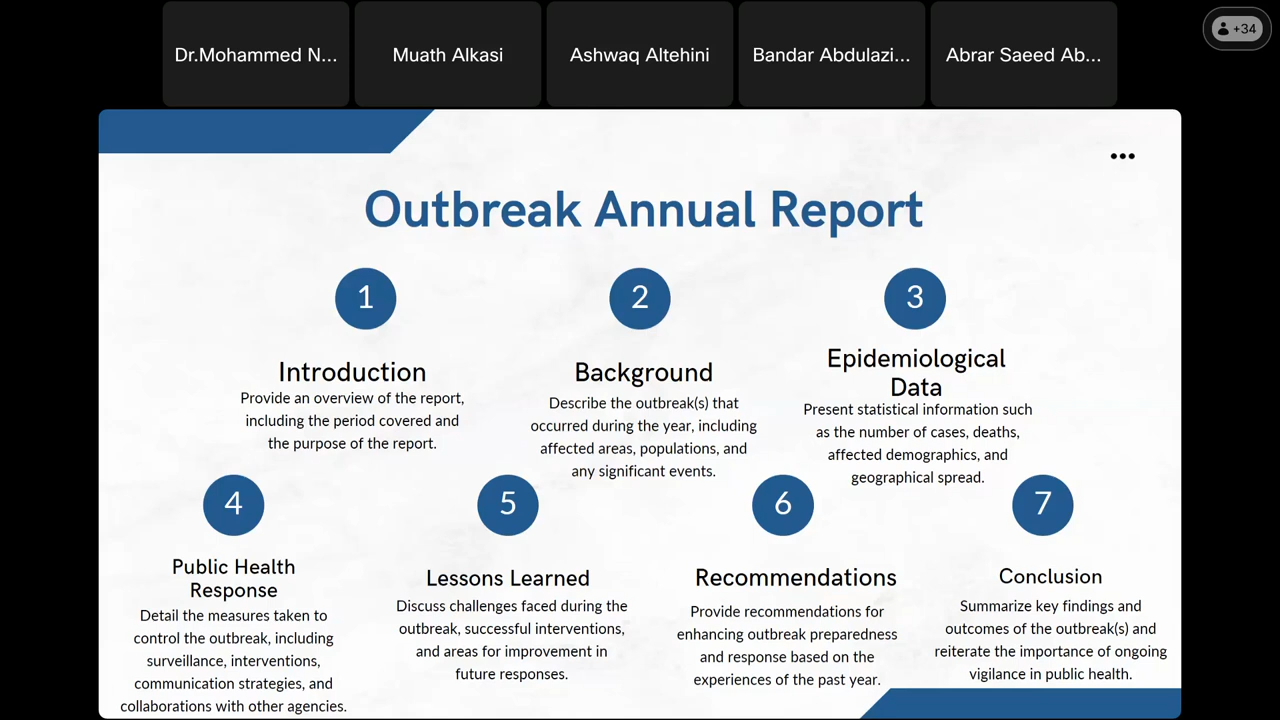 Dr.Mohammed N...
Muath Alkasi
Ashwaq Altehini
Bandar Abdulazi...
Abrar Saeed Ab...
+34
Outbreak Annual Report
1
Introduction
Provide an overview of the report,
including the period covered and
the purpose of the report.
2
Background
Describe the outbreak(s) that
occurred during the year, including
affected areas, populations, and
any significant events.
3
Epidemiological
Data
Present statistical information such
as the number of cases, deaths,
affected demographics, and
geographical spread.
4
Public Health
Response
Detail the measures taken to
control the outbreak, including
surveillance, interventions,
communication strategies, and
collaborations with other agencies.
5
Lessons Learned
Discuss challenges faced during the
outbreak, successful interventions,
and areas for improvement in
future responses.
6
Recommendations
Provide recommendations for
enhancing outbreak preparedness
and response based on the
experiences of the past year.
7
Conclusion
Summarize key findings and
outcomes of the outbreak(s) and
reiterate the importance of ongoing
vigilance in public health.